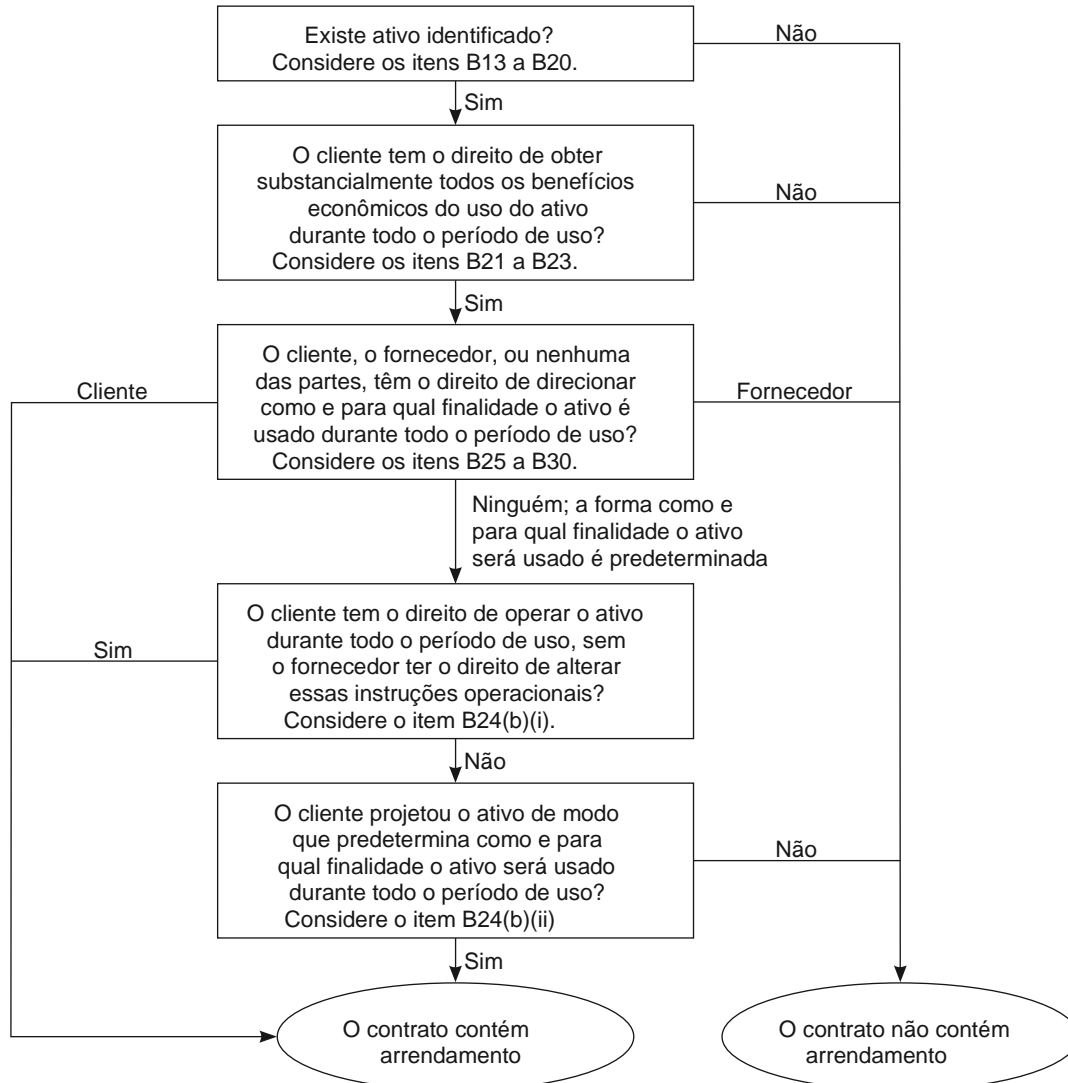 Existe ativo identificado?
Considere os itens B13 a B20.
Não
Sim
O cliente tem o direito de obter
substancialmente todos os benefícios
econômicos do uso do ativo
durante todo o período de uso?
Considere os itens B21 a B23.
Não
Sim
O cliente, o fornecedor, ou nenhuma
das partes, têm o direito de direcionar
como e para qual finalidade o ativo é
usado durante todo o período de uso?
Considere os itens B25 a B30.
Cliente
Fornecedor
Ninguém; a forma como e
para qual finalidade o ativo
será usado é predeterminada
O cliente tem o direito de operar o ativo
durante todo o período de uso, sem
o fornecedor ter o direito de alterar
essas instruções operacionais?
Considere o item B24(b)(i).
Sim
Não
O cliente projetou o ativo de modo
que predetermina como e para
qual finalidade o ativo será usado
durante todo o período de uso?
Considere o item B24(b)(ii)
Não
Sim
O contrato contém
arrendamento
O contrato não contém
arrendamento